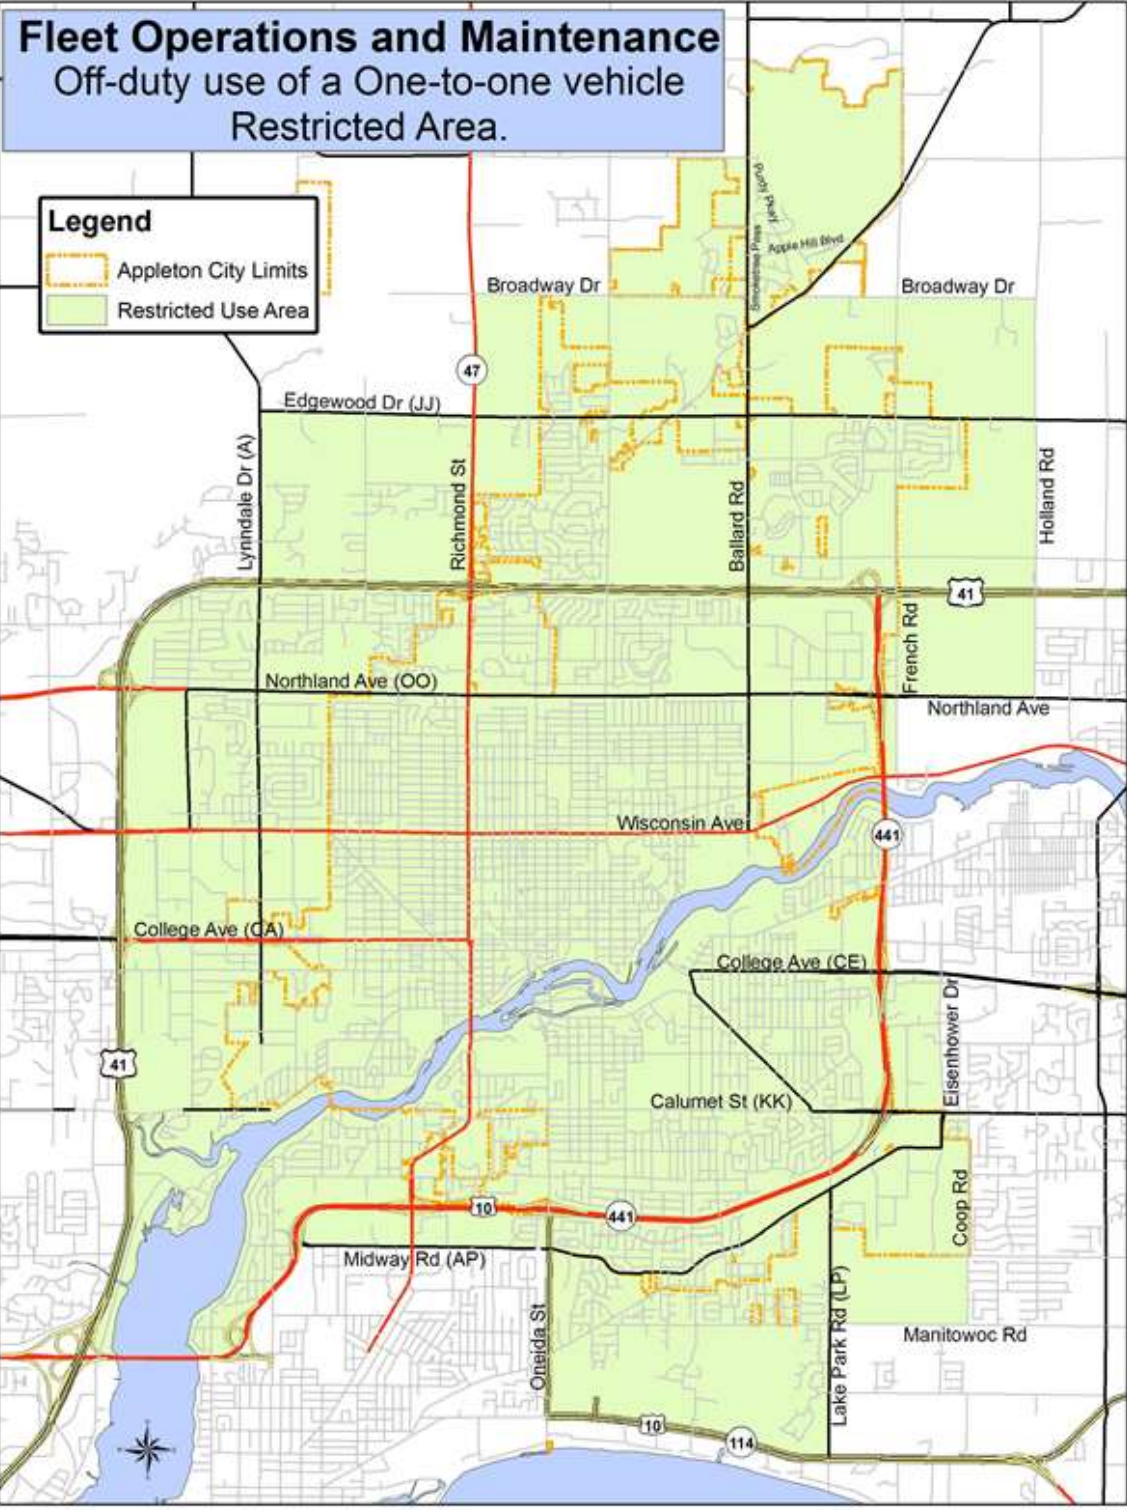 Fleet Operations and Maintenance
Off-duty use of a One-to-one vehicle
Restricted Area.
Legend
Appleton City Limits
Restricted Use Area
Purdy Pkwy
Smoketree Pass
Apple Hill Blvd
Broadway Dr
Broadway Dr
47
Edgewood Dr (JJ)
Lynndale Dr (A)
Richmond St
Ballard Rd
Holland Rd
41
French Rd
Northland Ave (OO)
Northland Ave
Wisconsin Ave
441
College Ave (CA)
College Ave (CE)
Eisenhower Dr
41
Calumet St (KK)
Coop Rd
10
441
Midway Rd (AP)
Oneida St
Lake Park Rd (LP)
Manitowoc Rd
10
114